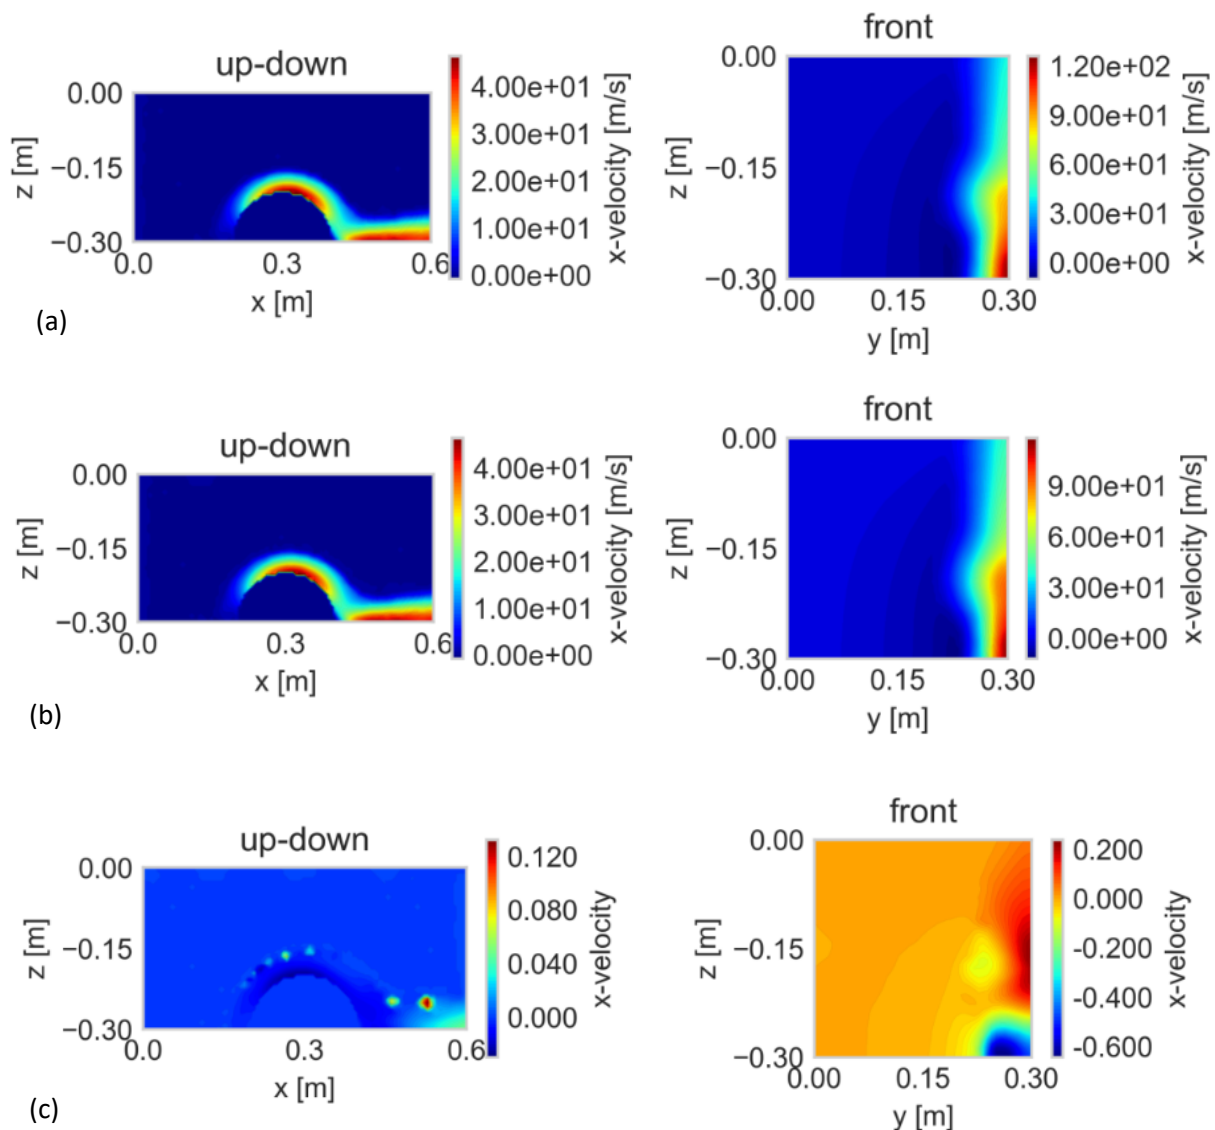 up-down
0.00
−0.15
−0.30
z [m]
0.0
0.3
0.6
x [m]
4.00e+01
3.00e+01
2.00e+01
1.00e+01
0.00e+00
x-velocity [m/s]
front
0.00
−0.15
−0.30
z [m]
0.00
0.15
0.30
y [m]
1.20e+02
9.00e+01
6.00e+01
3.00e+01
0.00e+00
x-velocity [m/s]
(a)
up-down
0.00
−0.15
−0.30
z [m]
0.0
0.3
0.6
x [m]
4.00e+01
3.00e+01
2.00e+01
1.00e+01
0.00e+00
x-velocity [m/s]
front
0.00
−0.15
−0.30
z [m]
0.00
0.15
0.30
y [m]
9.00e+01
6.00e+01
3.00e+01
0.00e+00
x-velocity [m/s]
(b)
up-down
0.00
−0.15
−0.30
z [m]
0.0
0.3
0.6
x [m]
0.120
0.080
0.040
0.000
x-velocity
front
0.00
−0.15
−0.30
z [m]
0.00
0.15
0.30
y [m]
0.200
0.000
-0.200
-0.400
-0.600
x-velocity
(c)